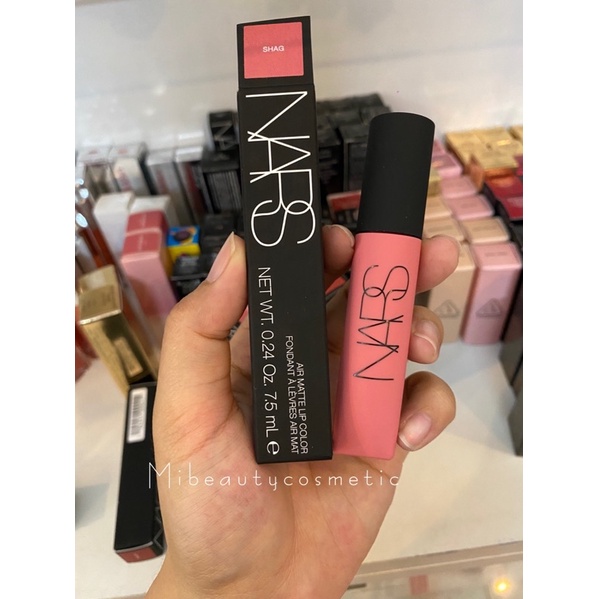 SHAG
NARS
NET WT. 0.24 Oz. 7.5 mL ℮
AIR MATTE LIP COLOR
FONDANT À LÈVRES AIR MAT
NARS
Mibeautycosmetic